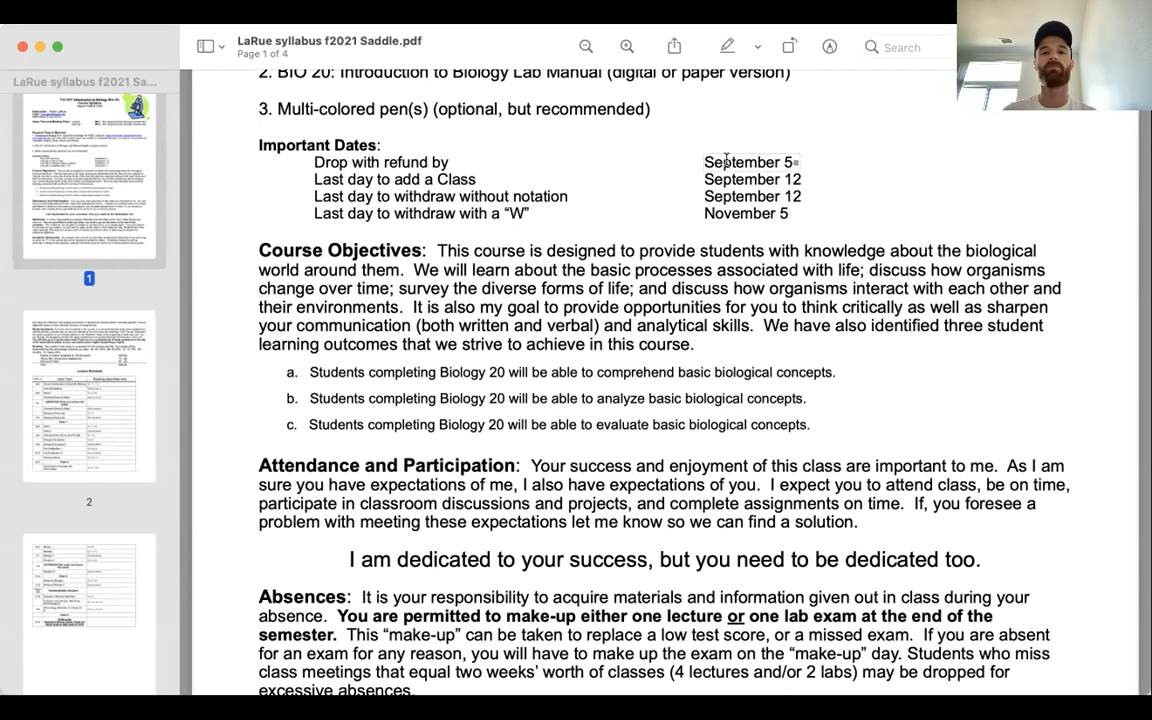 LaRue syllabus f2021 Saddle.pdf
Page 1 of 4
Search
LaRue syllabus f2021 Sa...
1
2
2. BIO 20: Introduction to Biology Lab Manual (digital or paper version)
3. Multi-colored pen(s) (optional, but recommended)
Important Dates:
Drop with refund by September 5
Last day to add a Class September 12
Last day to withdraw without notation September 12
Last day to withdraw with a “W” November 5
Course Objectives: This course is designed to provide students with knowledge about the biological
world around them. We will learn about the basic processes associated with life; discuss how organisms
change over time; survey the diverse forms of life; and discuss how organisms interact with each other and
their environments. It is also my goal to provide opportunities for you to think critically as well as sharpen
your communication (both written and verbal) and analytical skills. We have also identified three student
learning outcomes that we strive to achieve in this course.
a. Students completing Biology 20 will be able to comprehend basic biological concepts.
b. Students completing Biology 20 will be able to analyze basic biological concepts.
c. Students completing Biology 20 will be able to evaluate basic biological concepts.
Attendance and Participation: Your success and enjoyment of this class are important to me. As I am
sure you have expectations of me, I also have expectations of you. I expect you to attend class, be on time,
participate in classroom discussions and projects, and complete assignments on time. If, you foresee a
problem with meeting these expectations let me know so we can find a solution.
I am dedicated to your success, but you need to be dedicated too.
Absences: It is your responsibility to acquire materials and information given out in class during your
absence. You are permitted to make-up either one lecture or one lab exam at the end of the
semester. This “make-up” can be taken to replace a low test score, or a missed exam. If you are absent
for an exam for any reason, you will have to make up the exam on the “make-up” day. Students who miss
class meetings that equal two weeks’ worth of classes (4 lectures and/or 2 labs) may be dropped for
excessive absences.